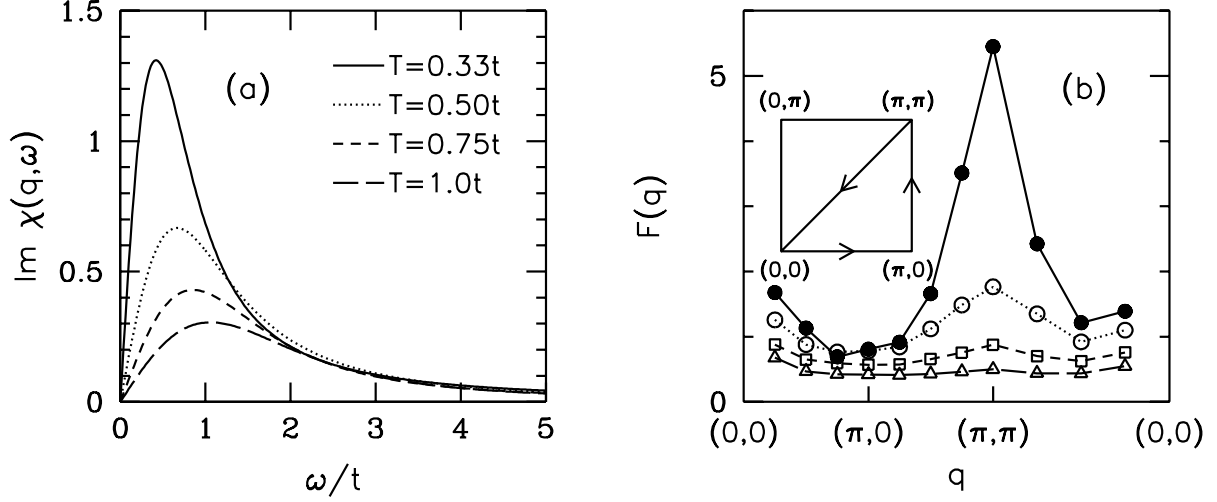 1.5
1
0.5
0
Im χ(q,ω)
(a)
T=0.33t
T=0.50t
T=0.75t
T=1.0t
0 1 2 3 4 5
ω/t
5
0
F(q)
(b)
(0,π) (π,π)
(0,0) (π,0)
(0,0) (π,0) (π,π) (0,0)
q